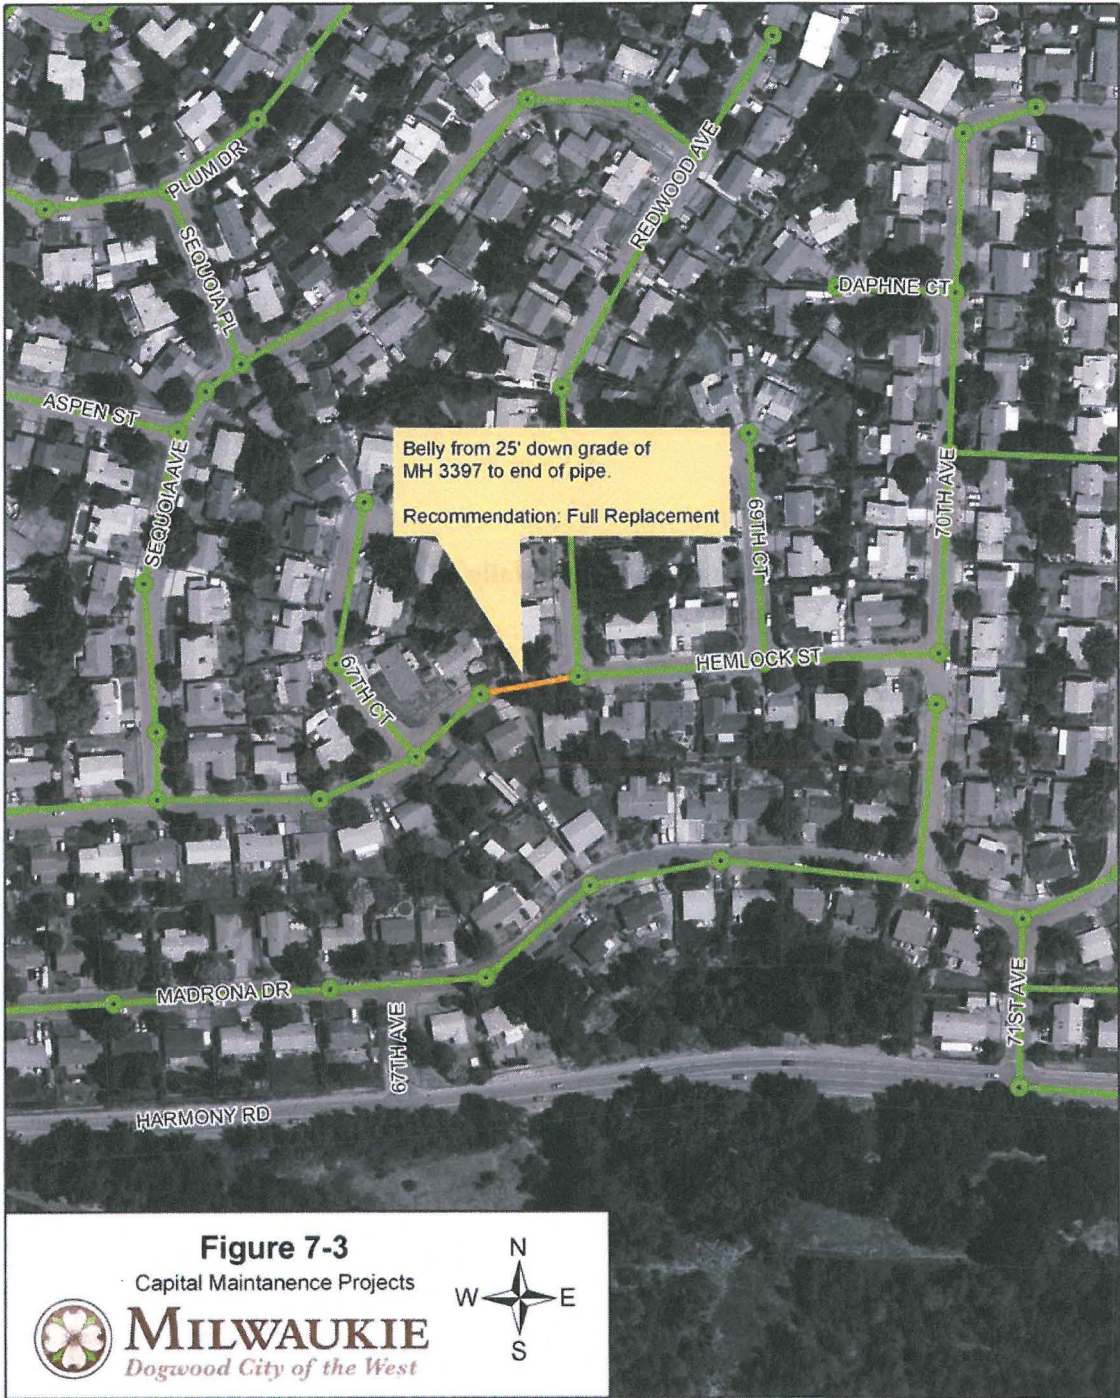 PLUM DR
REDWOOD AVE
SEQUOIA PL
DAPHNE CT
ASPEN ST
SEQUOIA AVE
Belly from 25' down grade of
MH 3397 to end of pipe.
Recommendation: Full Replacement
69TH CT
70TH AVE
67TH CT
HEMLOCK ST
MADRONA DR
67TH AVE
71ST AVE
HARMONY RD
Figure 7-3
Capital Maintanence Projects
MILWAUKIE
Dogwood City of the West
N
W
E
S